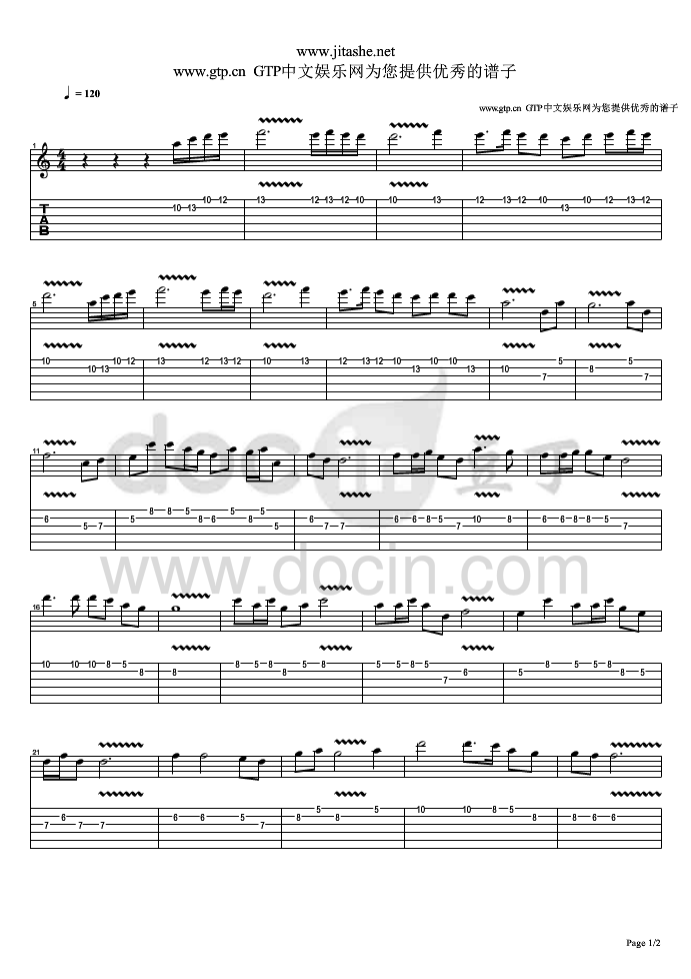 www.jitashe.net
www.gtp.cn GTP中文娱乐网为您提供优秀的谱子
= 120
www.gtp.cn GTP中文娱乐网为您提供优秀的谱子
1
4
4
T
A
B
10 13 10 12 13 12 13 12 10 10 13 12 13 12 10 13 10 12 13 12
5
10 10 13 10 12 13 12 13 12 10 13 12 13 12 10 13 10 10 13 10 7 5 8 5 7
docin 豆丁
11
6 5 7 5 8 8 5 8 6 5 8 5 6 7 7 6 6 8 5 7 10 8 6 6 8 8 5 7
www.docin.com
16
10 10 10 8 5 8 8 8 5 8 5 8 5 8 5 5 8 5 7 6 5 8 5 5 8 8 5
21
7 6 7 7 6 6 5 7 8 5 8 5 10 10 8 5 8 8 6 6
Page 1/2